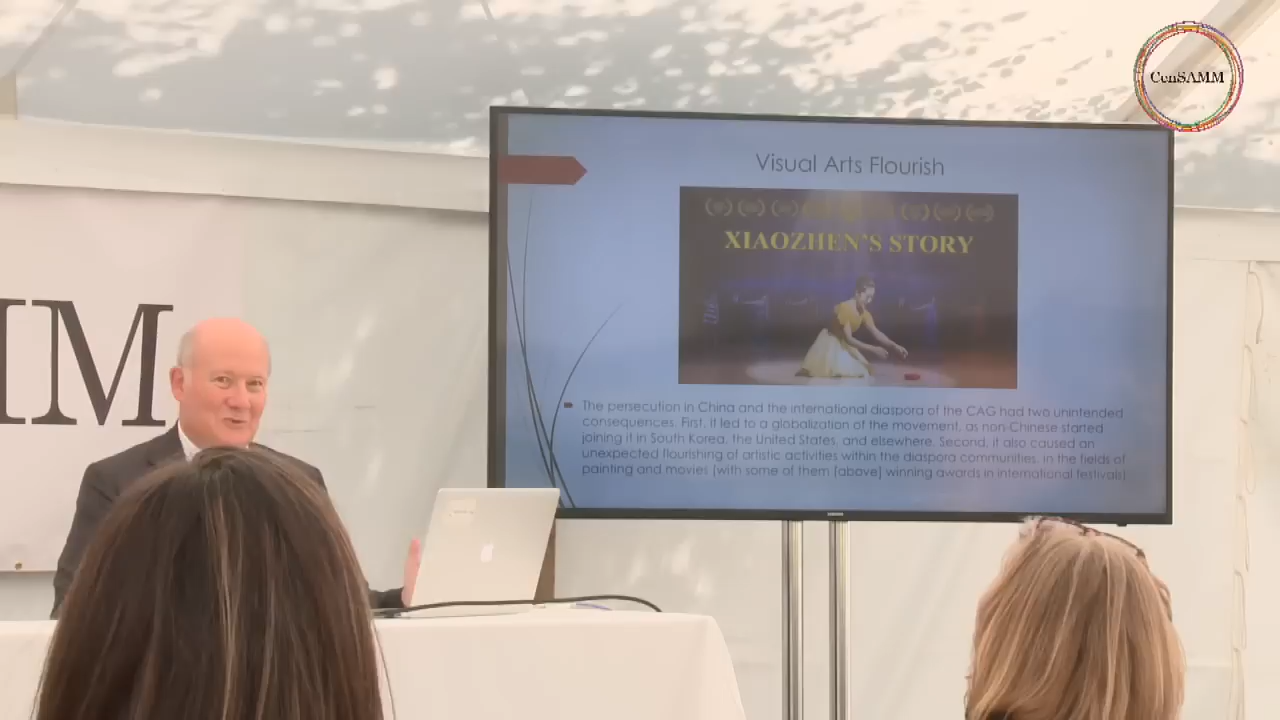 CenSAMM
Visual Arts Flourish
XIAOZHEN'S STORY
The persecution in China and the international diaspora of the CAG had two unintended
consequences. First, it led to a globalization of the movement, as non-Chinese started
joining it in South Korea, the United States, and elsewhere. Second, it also caused an
unexpected flourishing of artistic activities within the diaspora communities, in the fields of
painting and movies (with some of them [above] winning awards in international festivals)
MM
SAMSUNG